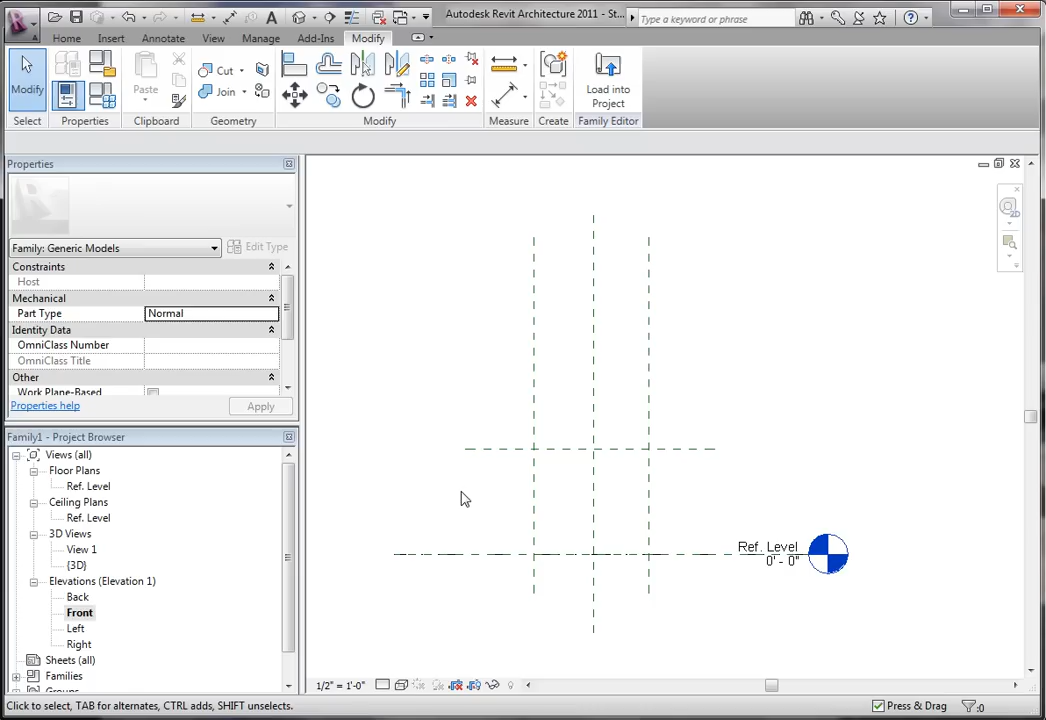 Autodesk Revit Architecture 2011 - St...
Type a keyword or phrase
Home Insert Annotate View Manage Add-Ins Modify
Modify
Paste
Cut
Join
Load into
Project
Select Properties Clipboard Geometry Modify Measure Create Family Editor
Properties
Family: Generic Models
Edit Type
Constraints
Host
Mechanical
Part Type Normal
Identity Data
OmniClass Number
OmniClass Title
Other
Work Plane-Based
Properties help
Apply
Family1 - Project Browser
Views (all)
Floor Plans
Ref. Level
Ceiling Plans
Ref. Level
3D Views
View 1
{3D}
Elevations (Elevation 1)
Back
Front
Left
Right
Sheets (all)
Families
Groups
Ref. Level
0' - 0"
2D
1/2" = 1'-0"
Click to select, TAB for alternates, CTRL adds, SHIFT unselects.
Press & Drag
:0